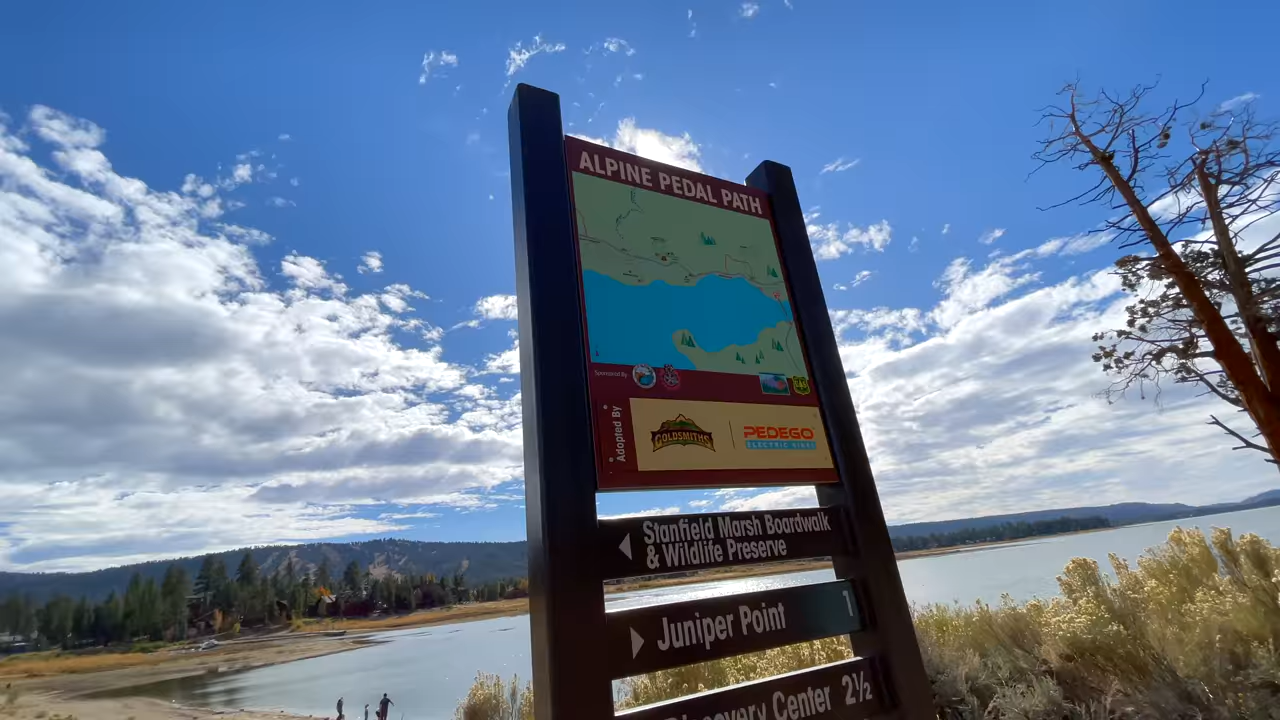 ALPINE PEDAL PATH
Sponsored By
Adopted By
GOLDSMITHS
PEDEGO
ELECTRIC BIKES
Stanfield Marsh Boardwalk
& Wildlife Preserve
Juniper Point 1
Discovery Center 2½